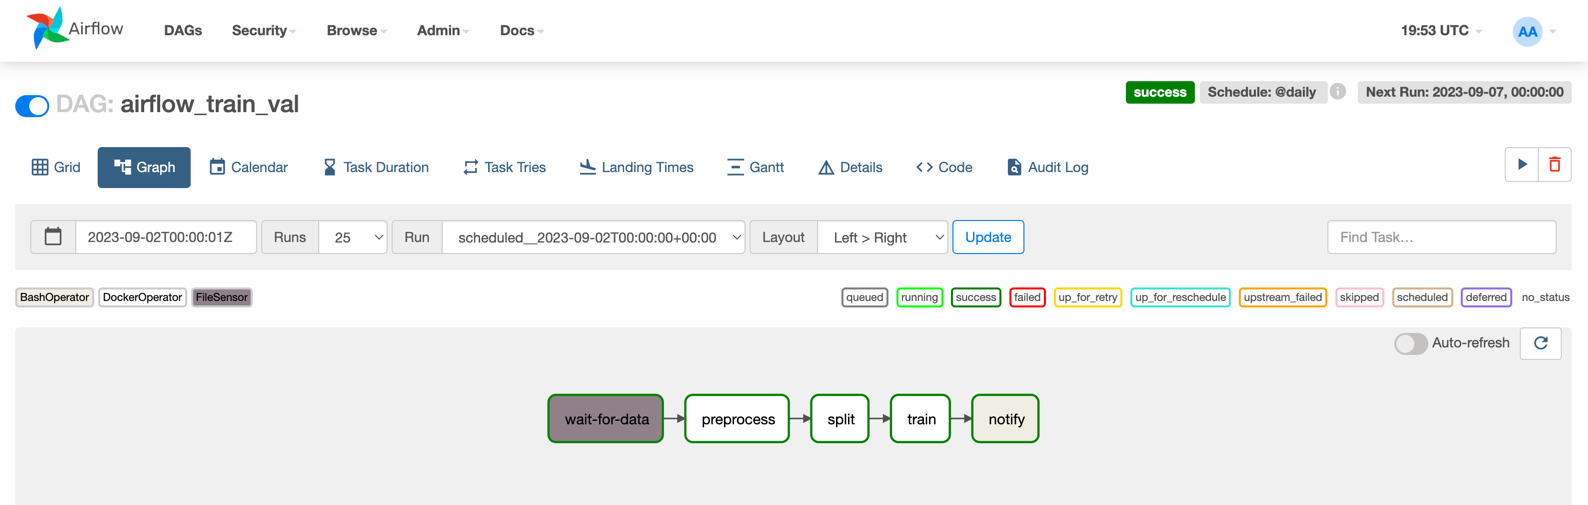 Airflow DAGs Security Browse Admin Docs 19:53 UTC AA
DAG: airflow_train_val success Schedule: @daily i Next Run: 2023-09-07, 00:00:00
Grid Graph Calendar Task Duration Task Tries Landing Times Gantt Details Code Audit Log
2023-09-02T00:00:01Z Runs 25 Run scheduled__2023-09-02T00:00:00+00:00 Layout Left > Right Update Find Task...
BashOperator DockerOperator FileSensor queued running success failed up_for_retry up_for_reschedule upstream_failed skipped scheduled deferred no_status
Auto-refresh
wait-for-data preprocess split train notify